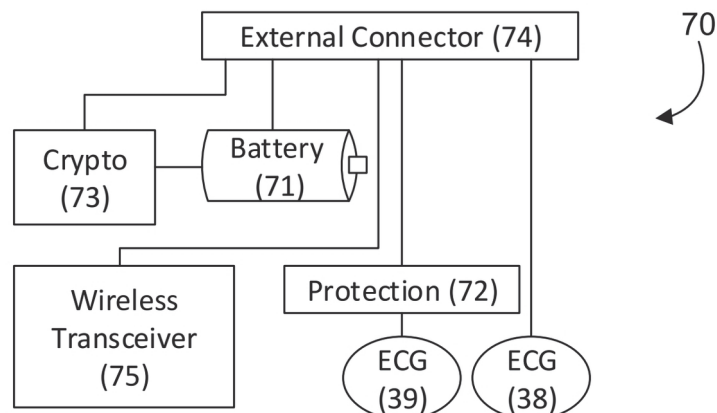 External Connector (74)
70
Crypto
(73)
Battery
(71)
Wireless
Transceiver
(75)
Protection (72)
ECG
(39)
ECG
(38)